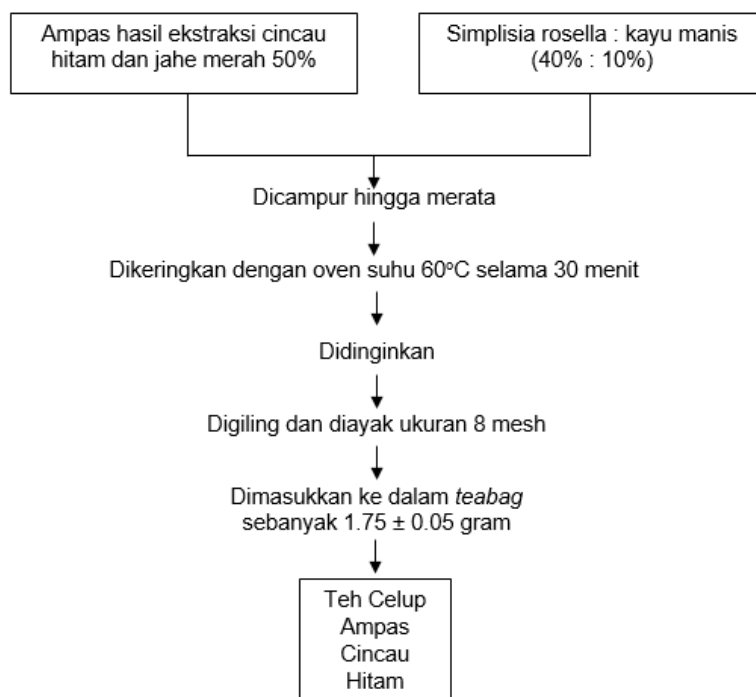 Ampas hasil ekstraksi cincau
hitam dan jahe merah 50%
Simplisia rosella : kayu manis
(40% : 10%)
Dicampur hingga merata
Dikeringkan dengan oven suhu 60°C selama 30 menit
Didinginkan
Digiling dan diayak ukuran 8 mesh
Dimasukkan ke dalam teabag
sebanyak 1.75 ± 0.05 gram
Teh Celup
Ampas
Cincau
Hitam